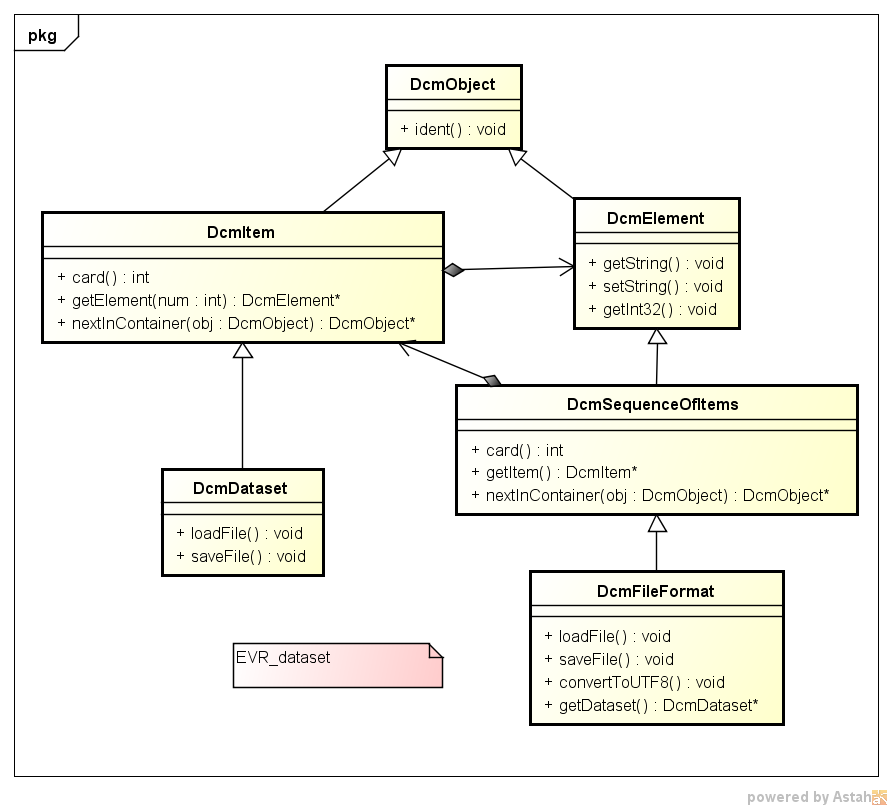 pkg
DcmObject
+ ident() : void
DcmItem
+ card() : int
+ getElement(num : int) : DcmElement*
+ nextInContainer(obj : DcmObject) : DcmObject*
DcmElement
+ getString() : void
+ setString() : void
+ getInt32() : void
DcmSequenceOfItems
+ card() : int
+ getItem() : DcmItem*
+ nextInContainer(obj : DcmObject) : DcmObject*
DcmDataset
+ loadFile() : void
+ saveFile() : void
DcmFileFormat
+ loadFile() : void
+ saveFile() : void
+ convertToUTF8() : void
+ getDataset() : DcmDataset*
EVR_dataset
powered by Astah